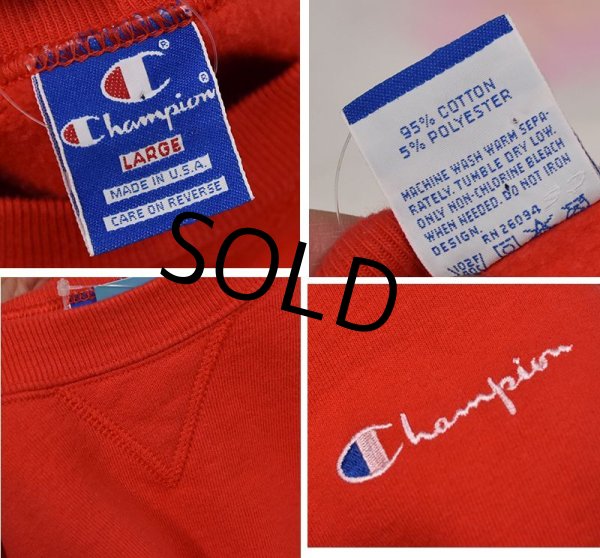 Champion
LARGE
MADE IN U.S.A.
CARE ON REVERSE
95% COTTON
5% POLYESTER
MACHINE WASH WARM SEPA-
RATELY. TUMBLE DRY LOW.
ONLY NON-CHLORINE BLEACH
WHEN NEEDED. DO NOT IRON
DESIGN. RN 26094
SOLD
Champion